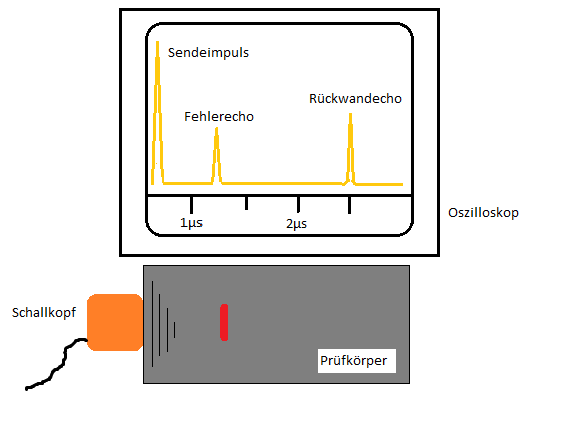 Sendeimpuls
Rückwandecho
Fehlerecho
1µs
2µs
Oszilloskop
Schallkopf
Prüfkörper